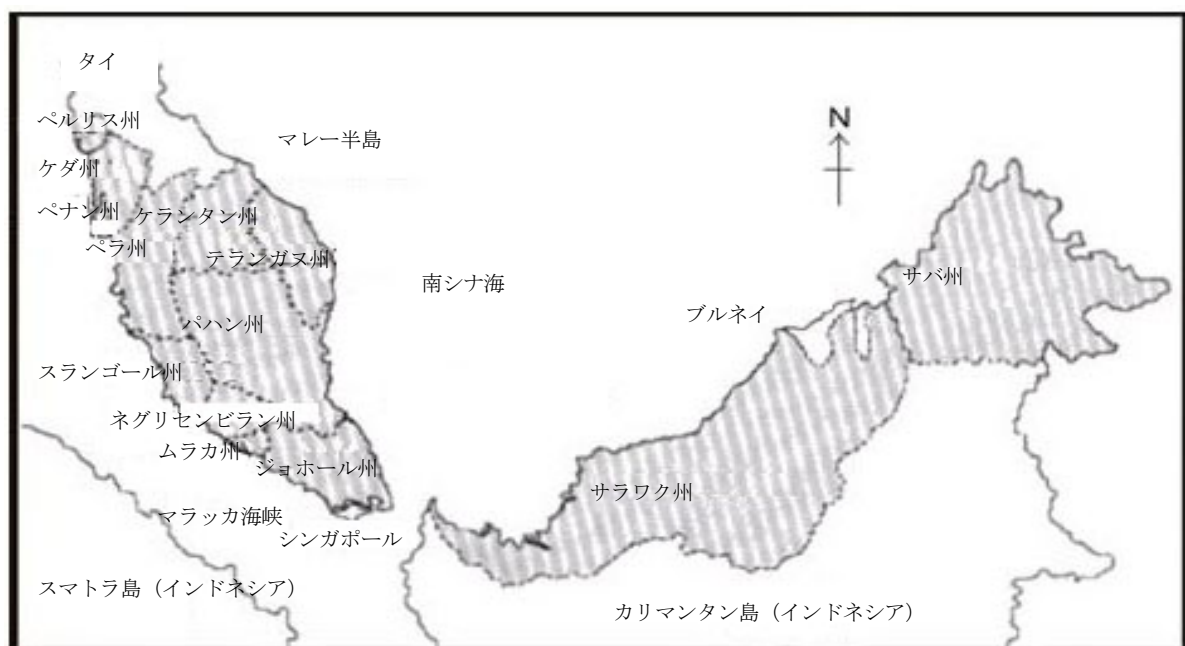 タイ
ペルリス州
マレー半島
N
ケダ州
ペナン州
ケランタン州
ペラ州
テランガヌ州
南シナ海
サバ州
ブルネイ
パハン州
スランゴール州
ネグリセンビラン州
ムラカ州
ジョホール州
サラワク州
マラッカ海峡
シンガポール
スマトラ島（インドネシア）
カリマンタン島（インドネシア）